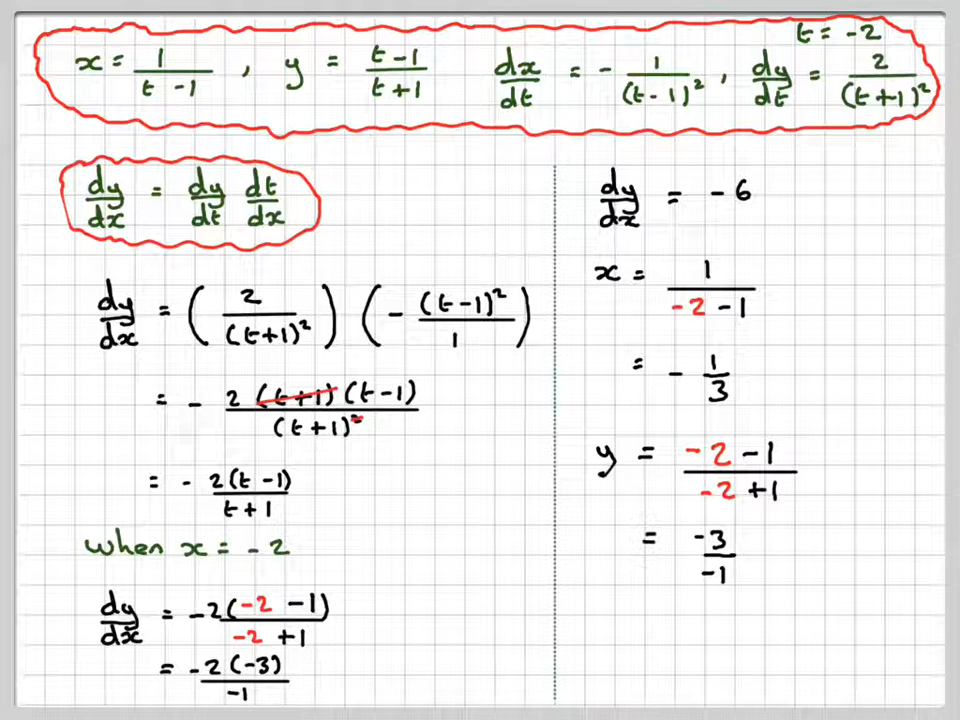 t = -2
x = 1/(t - 1) , y = (t - 1)/(t + 1) dx/dt = - 1/(t - 1)² , dy/dt = 2/(t + 1)²
dy/dx = dy/dt dt/dx
dy/dx = (2/(t+1)²) (- (t-1)²/1)
= - 2(t+1)(t-1)/(t+1)²
= - 2(t-1)/(t+1)
when x = -2
dy/dx = -2(-2 -1)/(-2 +1)
= -2(-3)/-1
dy/dx = -6
x = 1/(-2 -1)
= - 1/3
y = (-2 -1)/(-2 +1)
= -3/-1